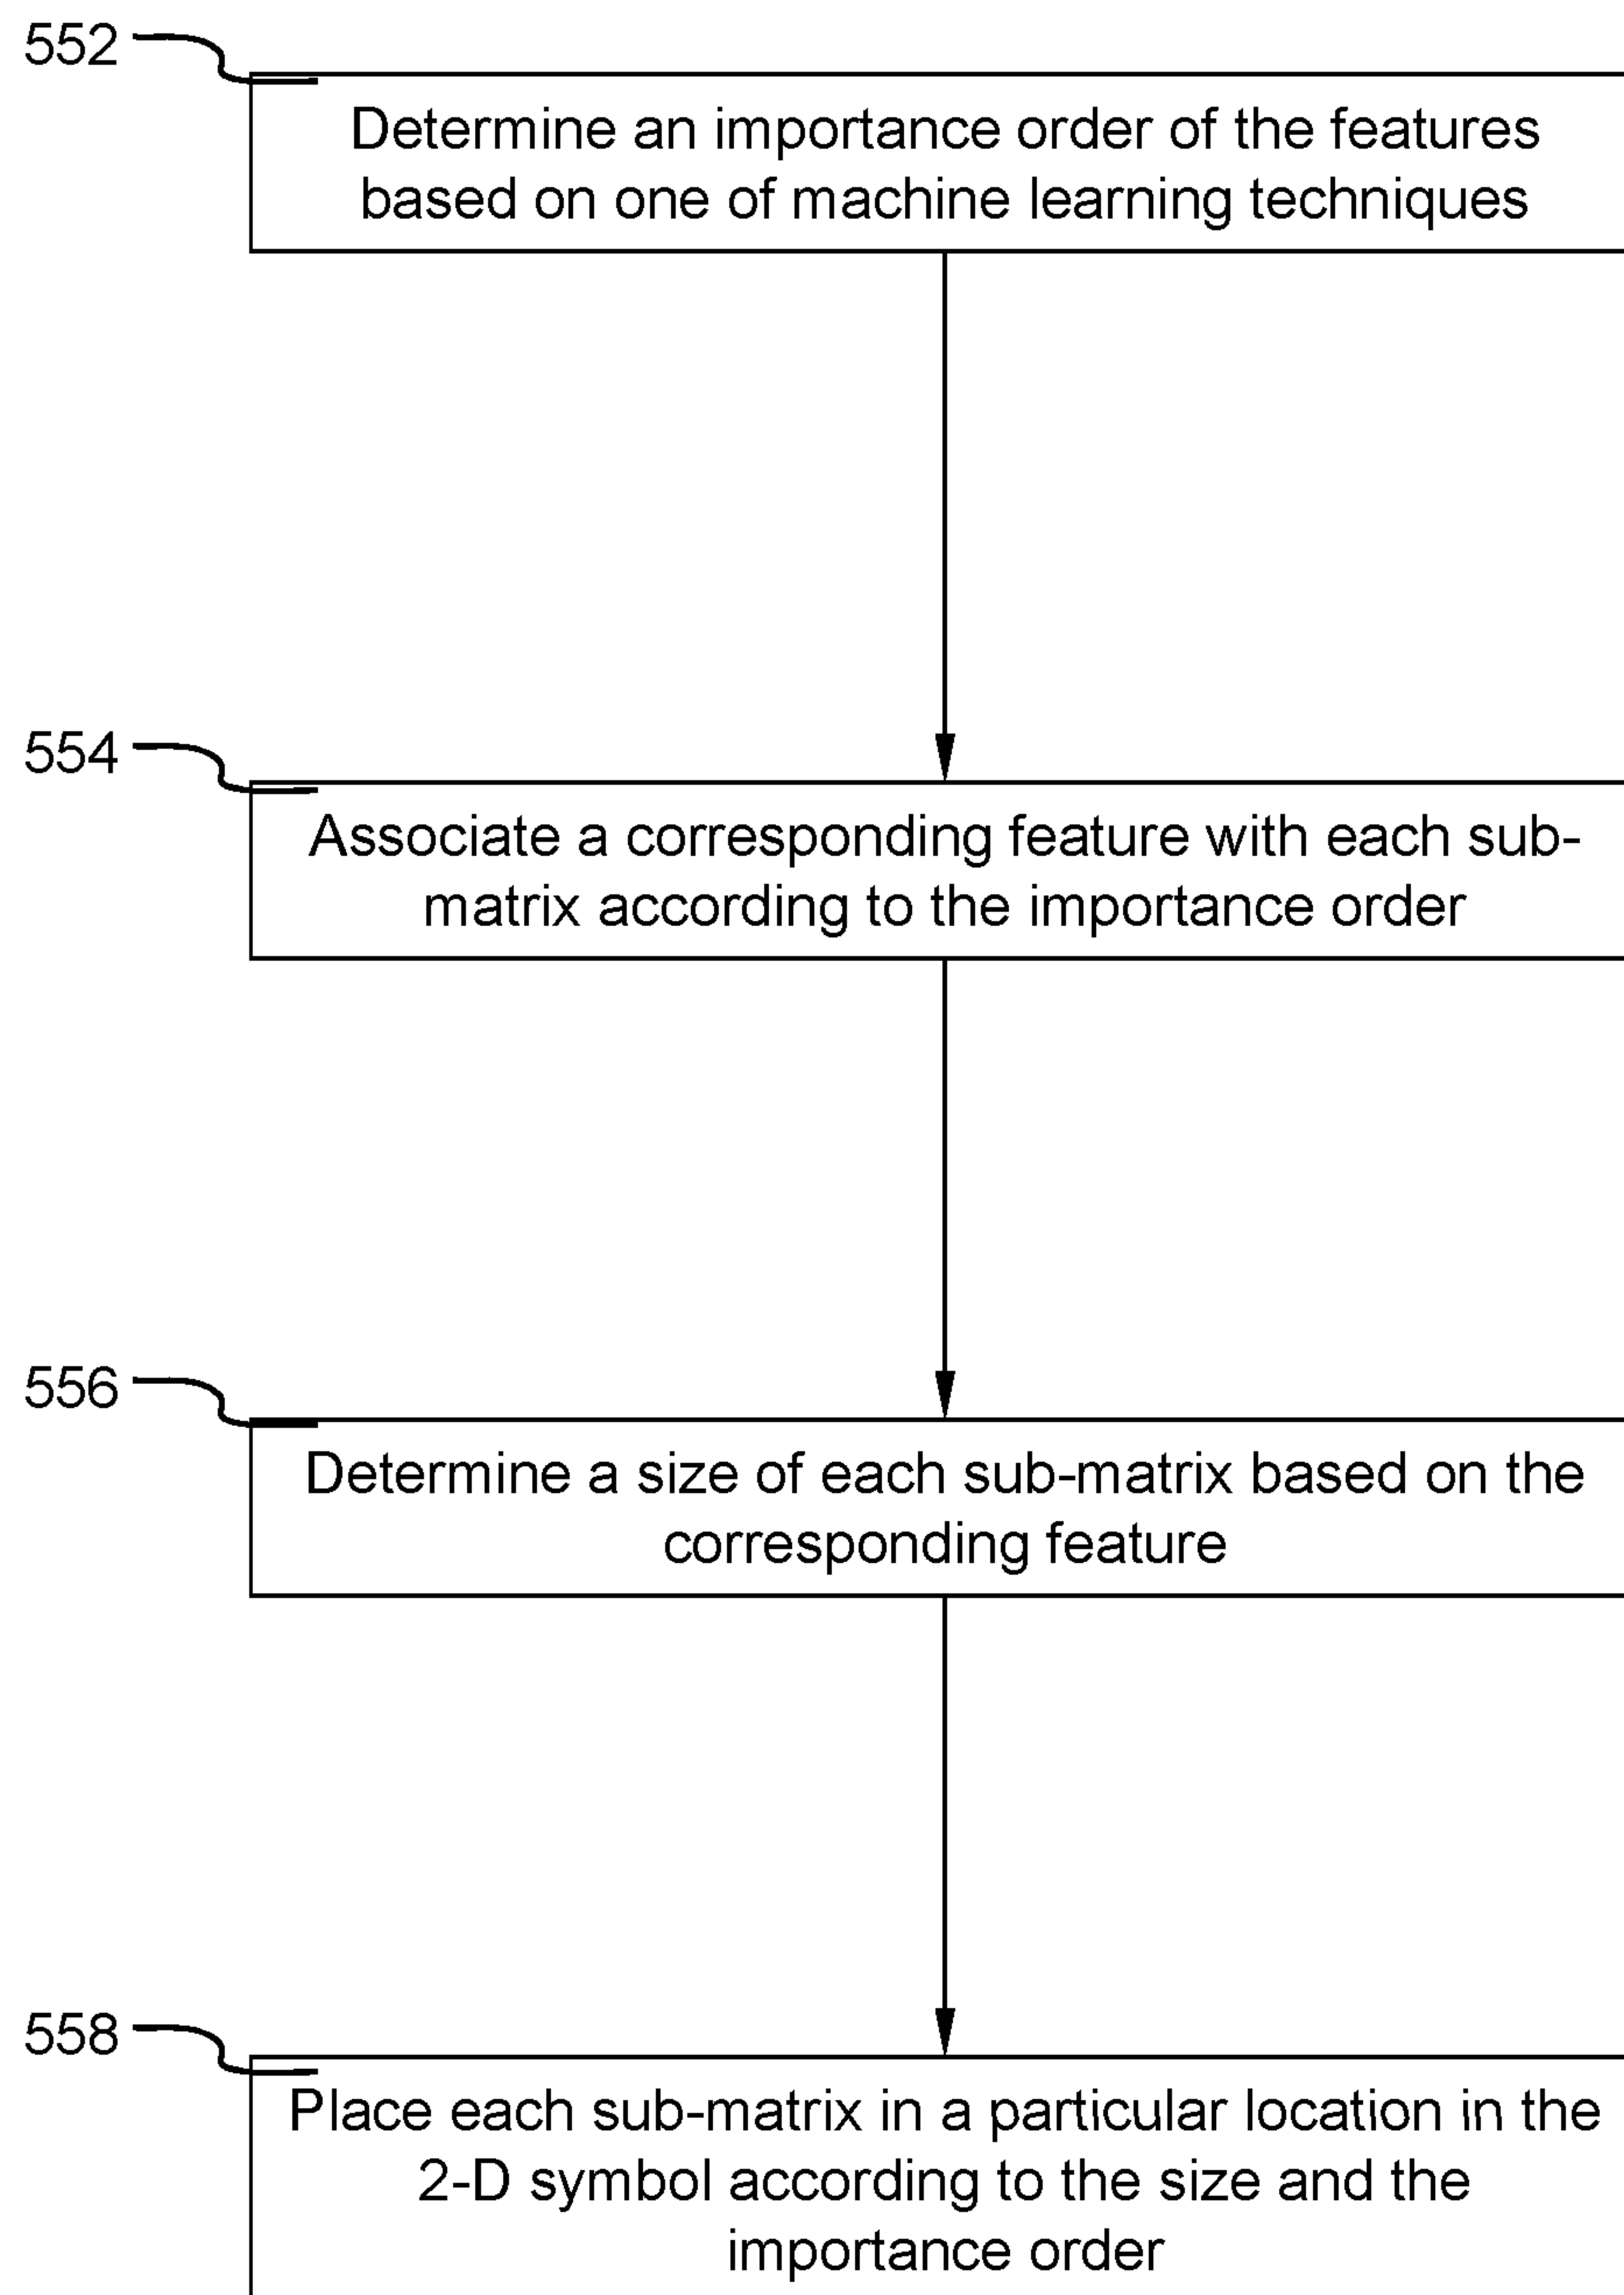 552
Determine an importance order of the features
based on one of machine learning techniques
554
Associate a corresponding feature with each sub-
matrix according to the importance order
556
Determine a size of each sub-matrix based on the
corresponding feature
558
Place each sub-matrix in a particular location in the
2-D symbol according to the size and the
importance order